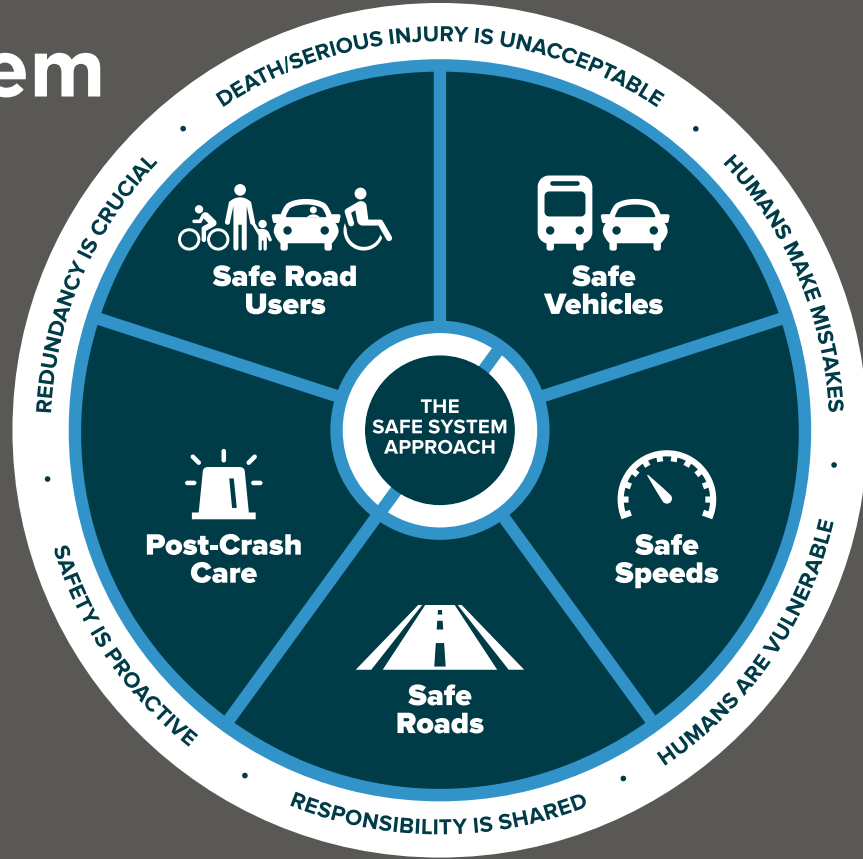 em
DEATH/SERIOUS INJURY IS UNACCEPTABLE
HUMANS MAKE MISTAKES
HUMANS ARE VULNERABLE
RESPONSIBILITY IS SHARED
SAFETY IS PROACTIVE
REDUNDANCY IS CRUCIAL
Safe Road
Users
Safe
Vehicles
THE
SAFE SYSTEM
APPROACH
Post-Crash
Care
Safe
Speeds
Safe
Roads